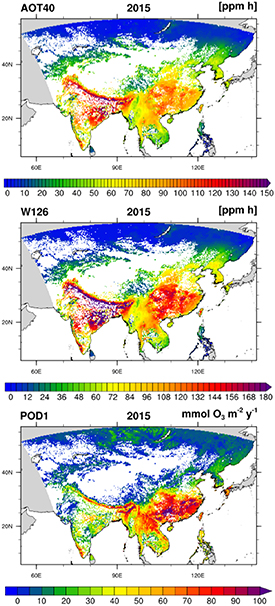 AOT40 2015 [ppm h]
40N
20N
60E 90E 120E
0 10 20 30 40 50 60 70 80 90 100 110 120 130 140 150
W126 2015 [ppm h]
40N
20N
60E 90E 120E
0 12 24 36 48 60 72 84 96 108 120 132 144 156 168 180
POD1 2015 mmol O₃ m⁻² y⁻¹
40N
20N
60E 90E 120E
0 10 20 30 40 50 60 70 80 90 100